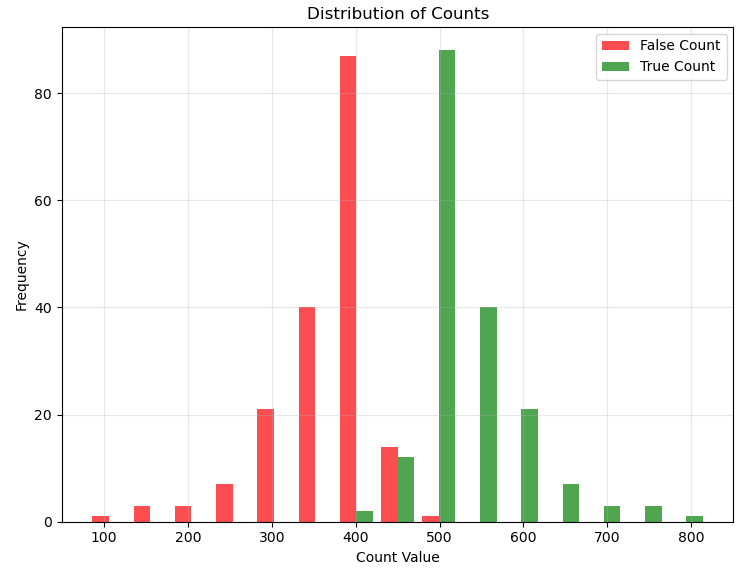 Distribution of Counts
False Count
True Count
80
60
40
20
0
Frequency
100 200 300 400 500 600 700 800
Count Value